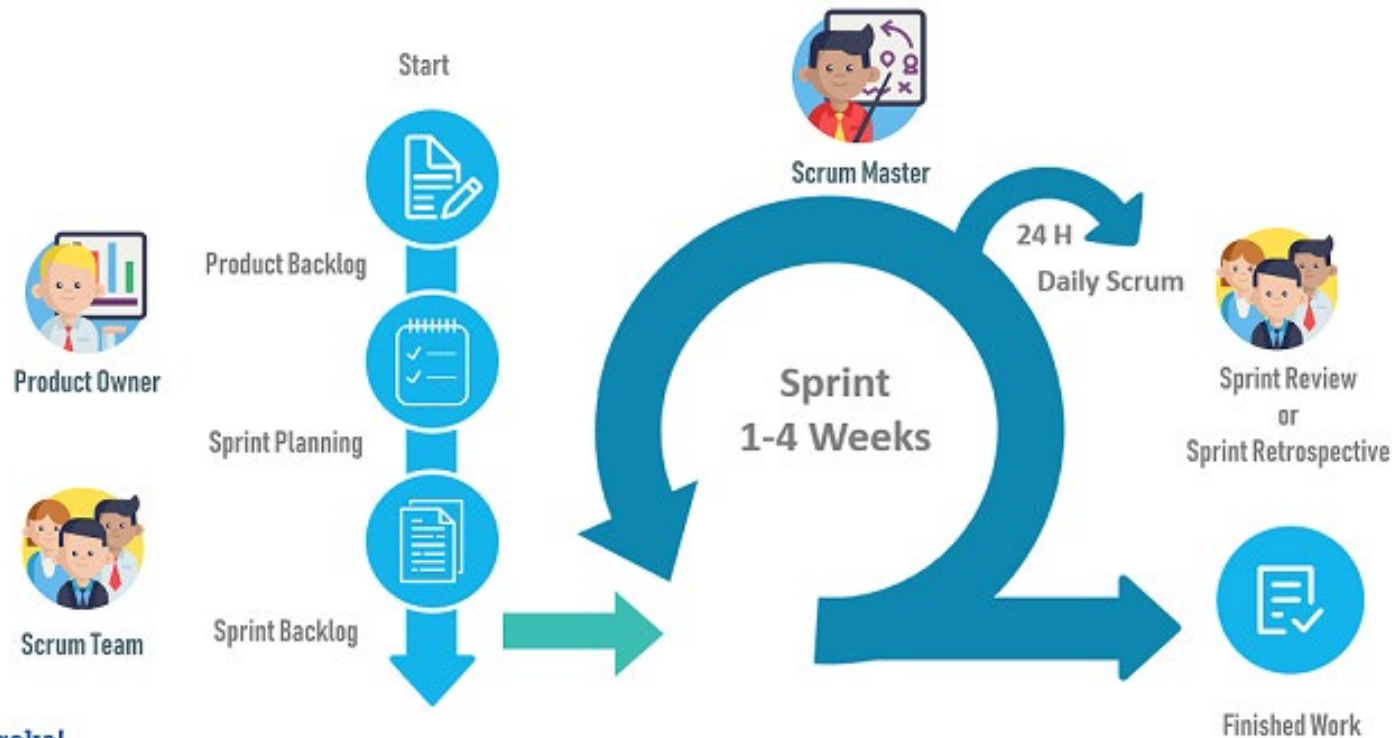 Start
Scrum Master
24 H
Daily Scrum
Product Backlog
Product Owner
Sprint Planning
Sprint
1-4 Weeks
Sprint Review
or
Sprint Retrospective
Scrum Team
Sprint Backlog
Finished Work